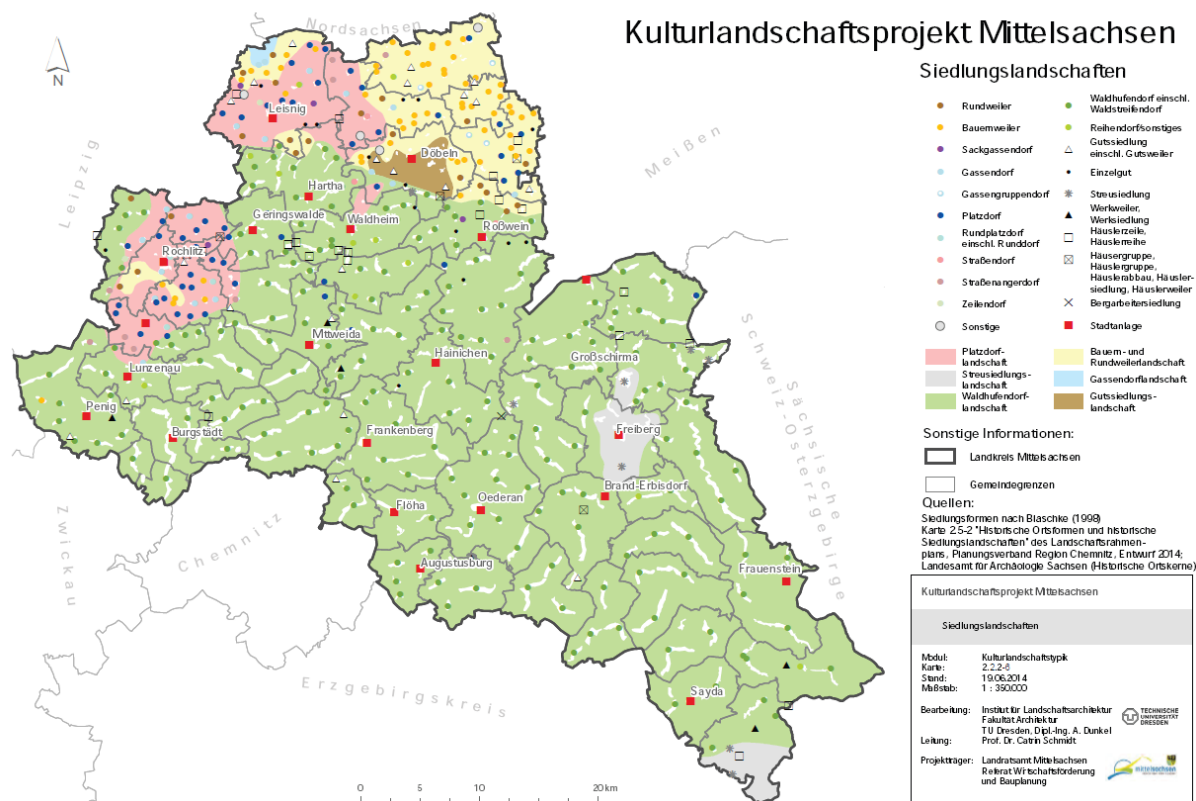 Kulturlandschaftsprojekt Mittelsachsen
Siedlungslandschaften
Rundweiler
Bauernweiler
Sackgassendorf
Gassendorf
Gassengruppendorf
Platzdorf
Rundplatzdorf
einschl. Runddorf
Straßendorf
Straßenangerdorf
Zeilendorf
Sonstige
Waldhufendorf einschl.
Waldstreifendorf
Reihendorf/sonstiges
Gutssiedlung
einschl. Gutsweiler
Einzelgut
Streusiedlung
Werkweiler,
Werksiedlung
Häuslerzeile,
Häuslerreihe
Häusergruppe,
Häuslergruppe,
Häuslerabbau, Häusler-
siedlung, Häuslerweiler
Bergarbeitersiedlung
Stadtanlage
Platzdorf-
landschaft
Streusiedlungs-
landschaft
Waldhufendorf-
landschaft
Bauern- und
Rundweilerlandschaft
Gassendorflandschaft
Gutssiedlungs-
landschaft
Sonstige Informationen:
Landkreis Mittelsachsen
Gemeindegrenzen
Quellen:
Siedlungsformen nach Blaschke (1998)
Karte 2.5-2 "Historische Ortsformen und historische
Siedlungslandschaften" des Landschaftsrahmen-
plans, Planungsverband Region Chemnitz, Entwurf 2014;
Landesamt für Archäologie Sachsen (Historische Ortskerne)
Kulturlandschaftsprojekt Mittelsachsen
Siedlungslandschaften
Modul: Kulturlandschaftstypik
Karte: 2.2.2-8
Stand: 19.06.2014
Maßstab: 1 : 350.000
Bearbeitung: Institut für Landschaftsarchitektur
Fakultät Architektur
TU Dresden, Dipl.-Ing. A. Dunkel
Leitung: Prof. Dr. Catrin Schmidt
TECHNISCHE
UNIVERSITÄT
DRESDEN
Projektträger: Landratsamt Mittelsachsen
Referat Wirtschaftsförderung
und Bauplanung
mittelsachsen
N
Nordsachsen
Leipzig
Meißen
Leisnig
Döbeln
Hartha
Geringswalde
Waldheim
Roßwein
Rochlitz
Mittweida
Hainichen
Großschirma
Lunzenau
Penig
Burgstädt
Frankenberg
Freiberg
Brand-Erbisdorf
Flöha
Oederan
Augustusburg
Frauenstein
Sayda
Zwickau
Chemnitz
Erzgebirgskreis
Sächsische
Schweiz-Osterzgebirge
0 5 10 20 km